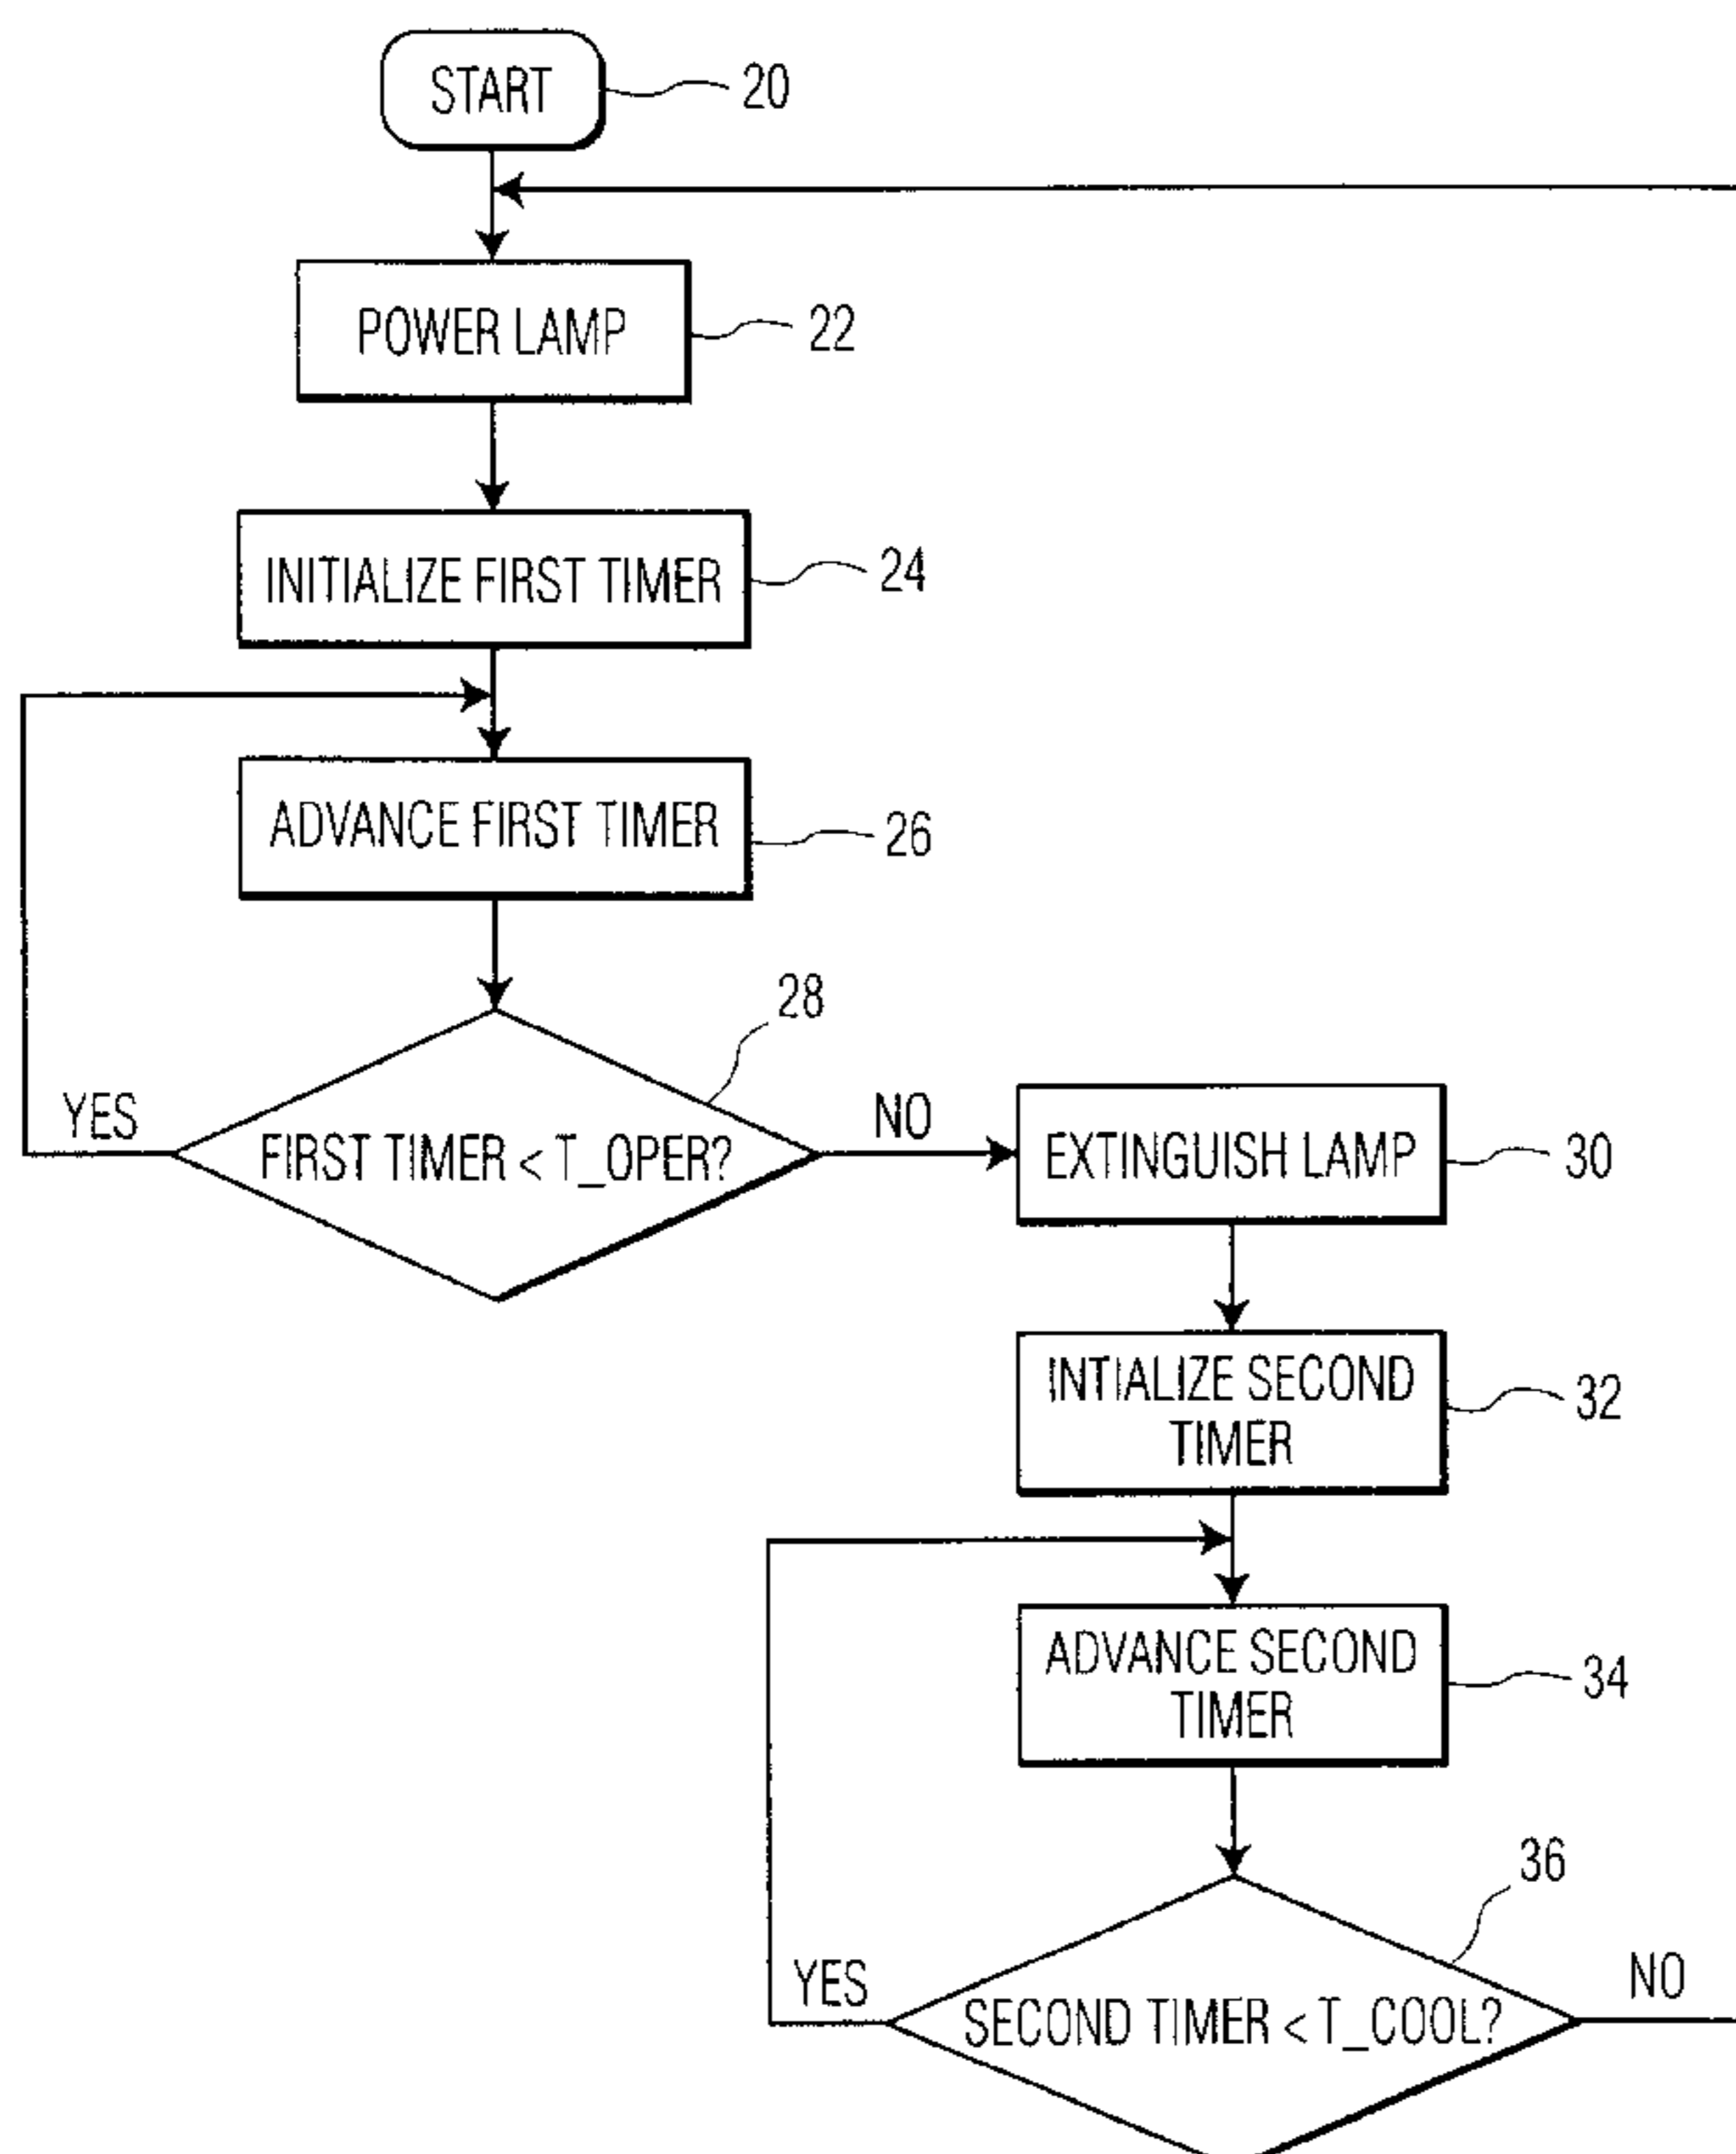 START
20
POWER LAMP
22
INITIALIZE FIRST TIMER
24
ADVANCE FIRST TIMER
26
28
YES
FIRST TIMER < T_OPER?
NO
EXTINGUISH LAMP
30
INTIALIZE SECOND
TIMER
32
ADVANCE SECOND
TIMER
34
36
YES
SECOND TIMER < T_COOL?
NO